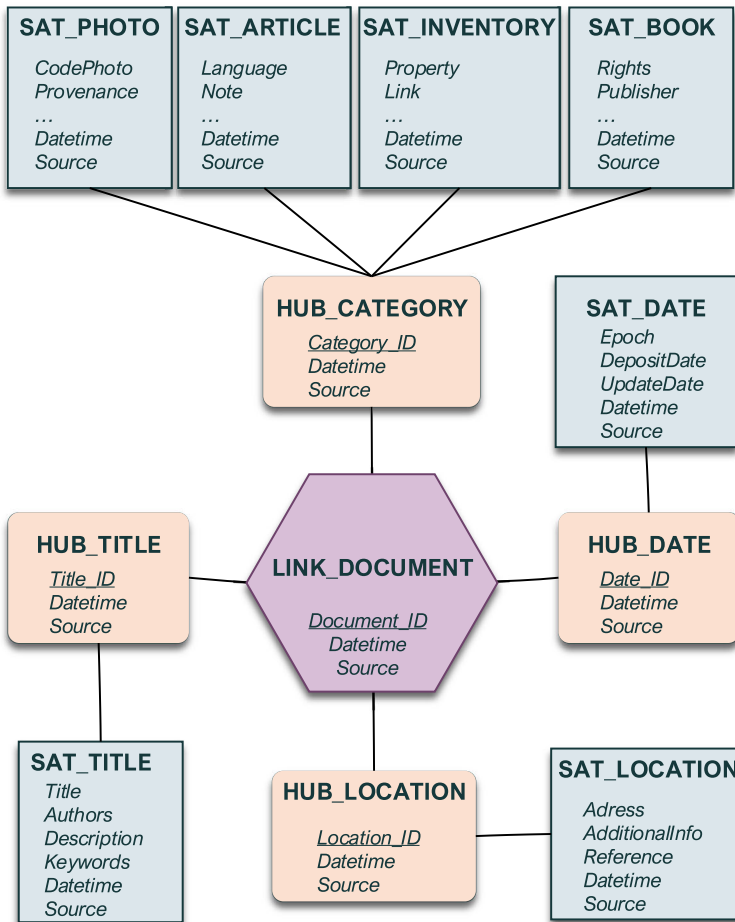 SAT_PHOTO
CodePhoto
Provenance
...
Datetime
Source
SAT_ARTICLE
Language
Note
...
Datetime
Source
SAT_INVENTORY
Property
Link
...
Datetime
Source
SAT_BOOK
Rights
Publisher
...
Datetime
Source
HUB_CATEGORY
Category_ID
Datetime
Source
SAT_DATE
Epoch
DepositDate
UpdateDate
Datetime
Source
HUB_TITLE
Title_ID
Datetime
Source
LINK_DOCUMENT
Document_ID
Datetime
Source
HUB_DATE
Date_ID
Datetime
Source
SAT_TITLE
Title
Authors
Description
Keywords
Datetime
Source
HUB_LOCATION
Location_ID
Datetime
Source
SAT_LOCATION
Adress
AdditionalInfo
Reference
Datetime
Source